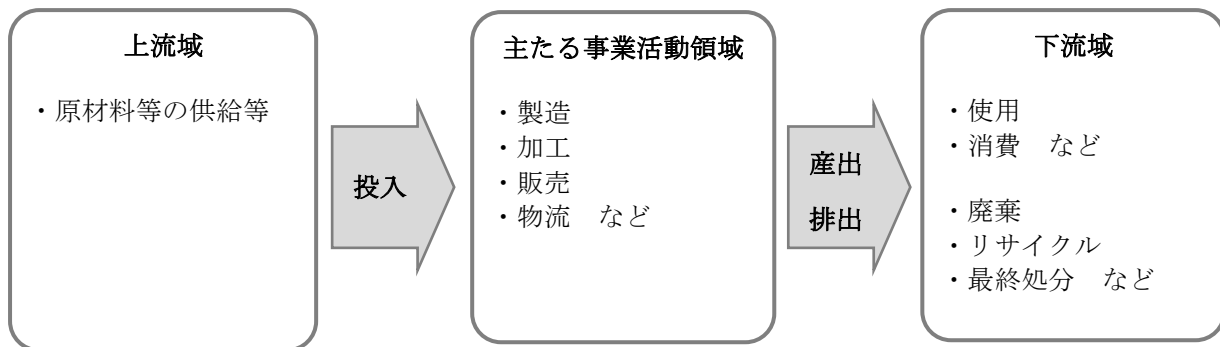 上流域
・原材料等の供給等
投入
主たる事業活動領域
・製造
・加工
・販売
・物流　など
産出
排出
下流域
・使用
・消費　など
・廃棄
・リサイクル
・最終処分　など